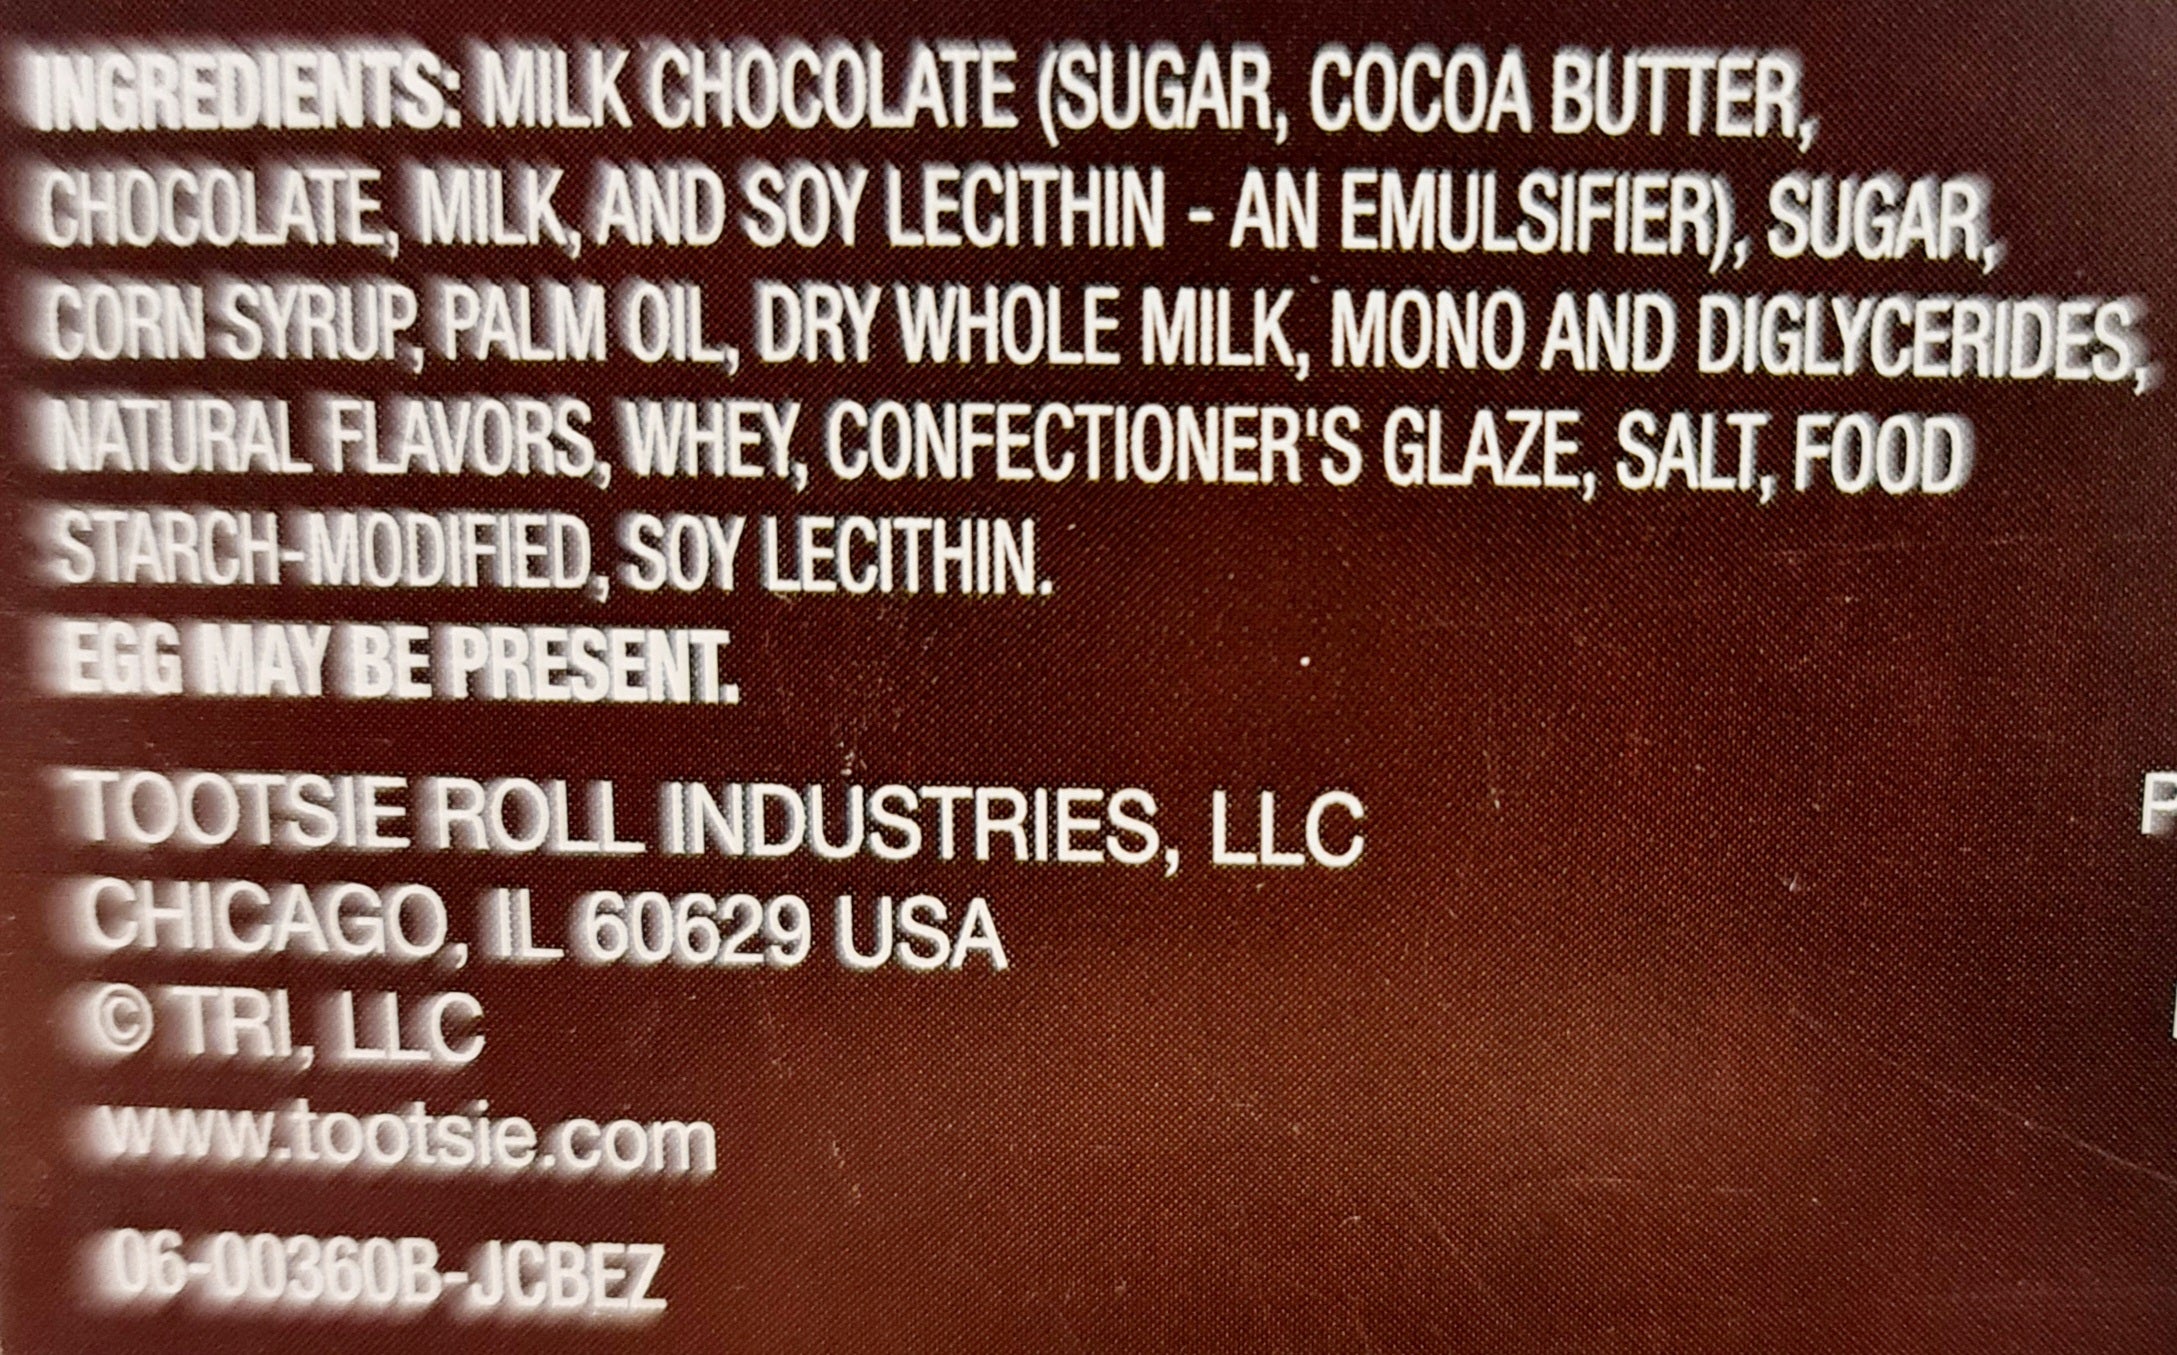 INGREDIENTS: MILK CHOCOLATE (SUGAR, COCOA BUTTER,
CHOCOLATE, MILK, AND SOY LECITHIN - AN EMULSIFIER), SUGAR,
CORN SYRUP, PALM OIL, DRY WHOLE MILK, MONO AND DIGLYCERIDES,
NATURAL FLAVORS, WHEY, CONFECTIONER'S GLAZE, SALT, FOOD
STARCH-MODIFIED, SOY LECITHIN.
EGG MAY BE PRESENT.
TOOTSIE ROLL INDUSTRIES, LLC
CHICAGO, IL 60629 USA
© TRI, LLC
www.tootsie.com
06-00360B-JCBEZ